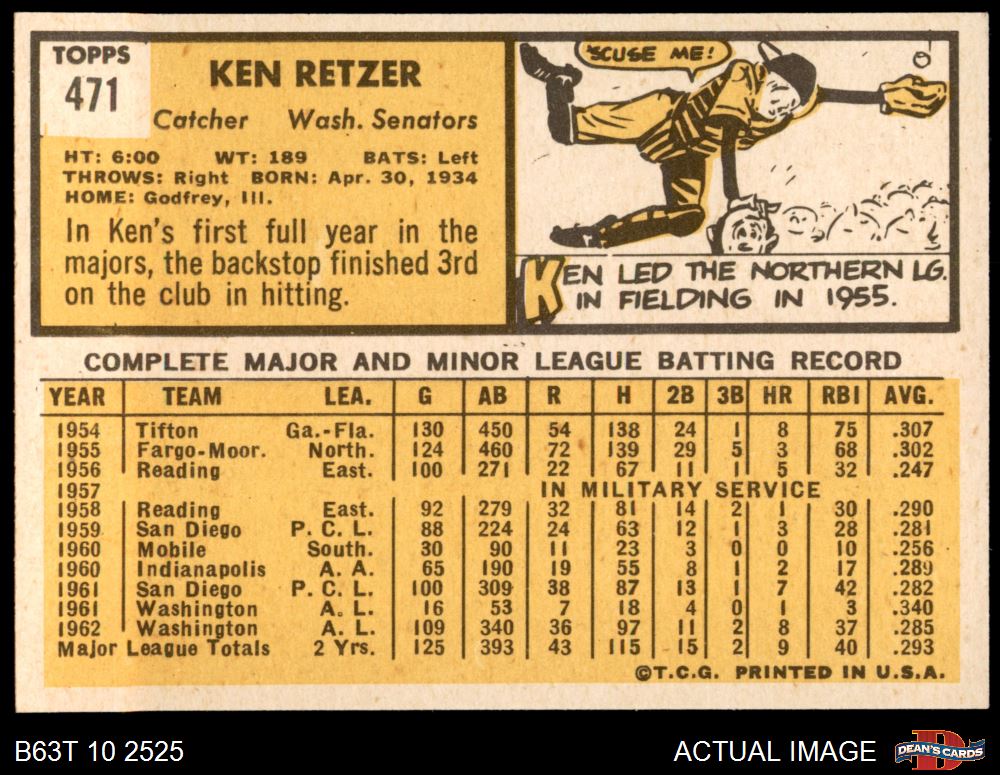 TOPPS
471
KEN RETZER
Catcher Wash. Senators
HT: 6:00 WT: 189 BATS: Left
THROWS: Right BORN: Apr. 30, 1934
HOME: Godfrey, Ill.
In Ken's first full year in the
majors, the backstop finished 3rd
on the club in hitting.
'SCUSE ME!
KEN LED THE NORTHERN LG.
IN FIELDING IN 1955.
COMPLETE MAJOR AND MINOR LEAGUE BATTING RECORD
YEAR TEAM LEA. G AB R H 2B 3B HR RBI AVG.
1954 Tifton Ga.-Fla. 130 450 54 138 24 1 8 75 .307
1955 Fargo-Moor. North. 124 460 72 139 29 5 3 68 .302
1956 Reading East. 100 271 22 67 11 1 5 32 .247
1957 IN MILITARY SERVICE
1958 Reading East. 92 279 32 81 14 2 1 30 .290
1959 San Diego P. C. L. 88 224 24 63 12 1 3 28 .281
1960 Mobile South. 30 90 11 23 3 0 0 10 .256
1960 Indianapolis A. A. 65 190 19 55 8 1 2 17 .289
1961 San Diego P. C. L. 100 309 38 87 13 1 7 42 .282
1961 Washington A. L. 16 53 7 18 4 0 1 3 .340
1962 Washington A. L. 109 340 36 97 11 2 8 37 .285
Major League Totals 2 Yrs. 125 393 43 115 15 2 9 40 .293
©T.C.G. PRINTED IN U.S.A.
B63T 10 2525 ACTUAL IMAGE DEAN'S CARDS